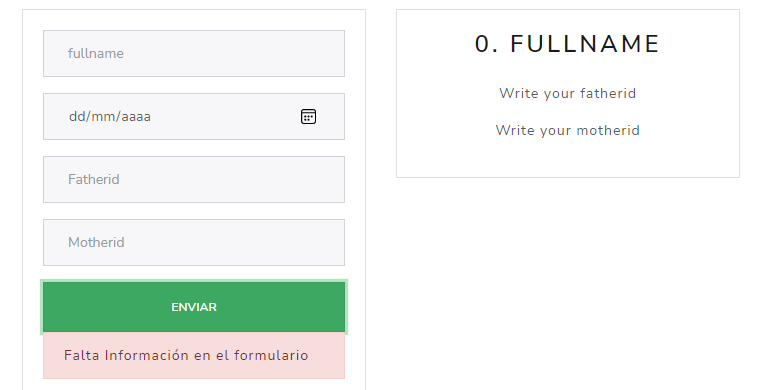 fullname
dd/mm/aaaa
Fatherid
Motherid
ENVIAR
Falta Información en el formulario
0. FULLNAME
Write your fatherid
Write your motherid